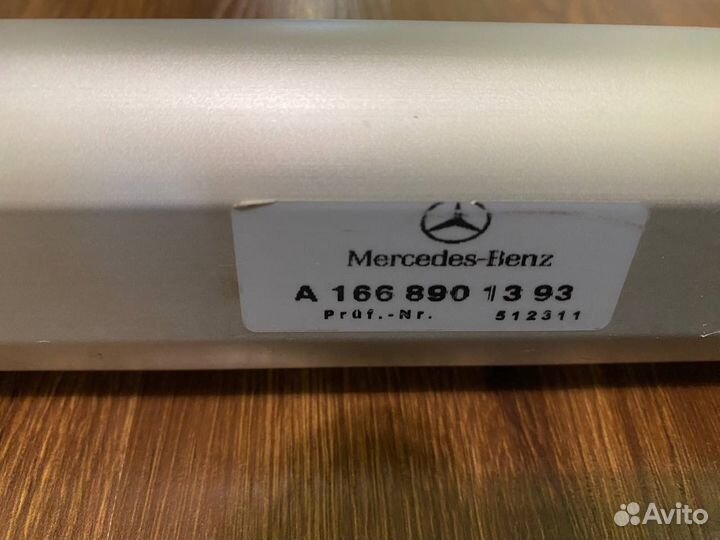 Mercedes-Benz
A 166 890 13 93
Prüf.-Nr. 512311
Avito